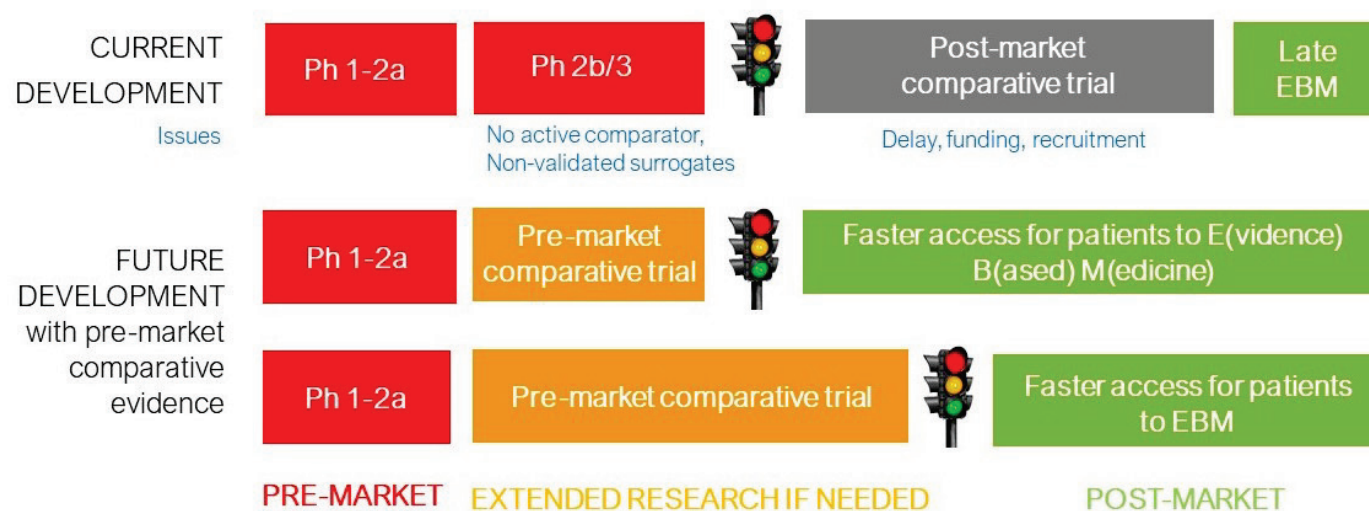 CURRENT
DEVELOPMENT
Issues
Ph 1-2a
Ph 2b/3
No active comparator,
Non-validated surrogates
Post-market
comparative trial
Delay, funding, recruitment
Late
EBM
FUTURE
DEVELOPMENT
with pre-market
comparative
evidence
Ph 1-2a
Pre-market
comparative trial
Faster access for patients to E(vidence)
B(ased) M(edicine)
Ph 1-2a
Pre-market comparative trial
Faster access for patients
to EBM
PRE-MARKET
EXTENDED RESEARCH IF NEEDED
POST-MARKET